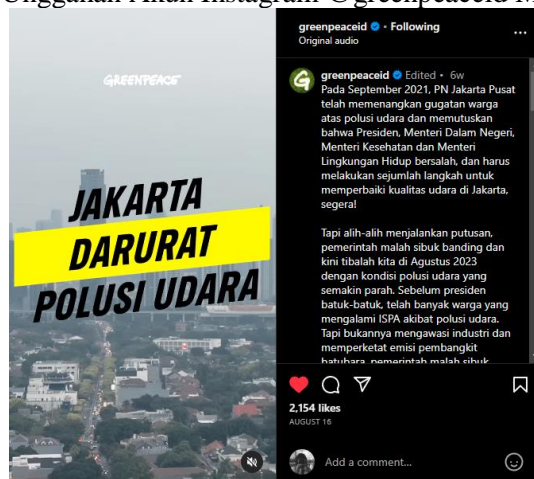 Unggahan Akun Instagram @greenpeaceid
GREENPEACE
JAKARTA
DARURAT
POLUSI UDARA
greenpeaceid • Following
Original audio
greenpeaceid Edited • 6w
Pada September 2021, PN Jakarta Pusat
telah memenangkan gugatan warga
atas polusi udara dan memutuskan
bahwa Presiden, Menteri Dalam Negeri,
Menteri Kesehatan dan Menteri
Lingkungan Hidup bersalah, dan harus
melakukan sejumlah langkah untuk
memperbaiki kualitas udara di Jakarta,
segera!
Tapi alih-alih menjalankan putusan,
pemerintah malah sibuk banding dan
kini tibalah kita di Agustus 2023
dengan kondisi polusi udara yang
semakin parah. Sebelum presiden
batuk-batuk, telah banyak warga yang
mengalami ISPA akibat polusi udara.
Tapi bukannya mengawasi industri dan
memperketat emisi pembangkit
batubara, pemerintah malah sibuk
2,154 likes
AUGUST 16
Add a comment...